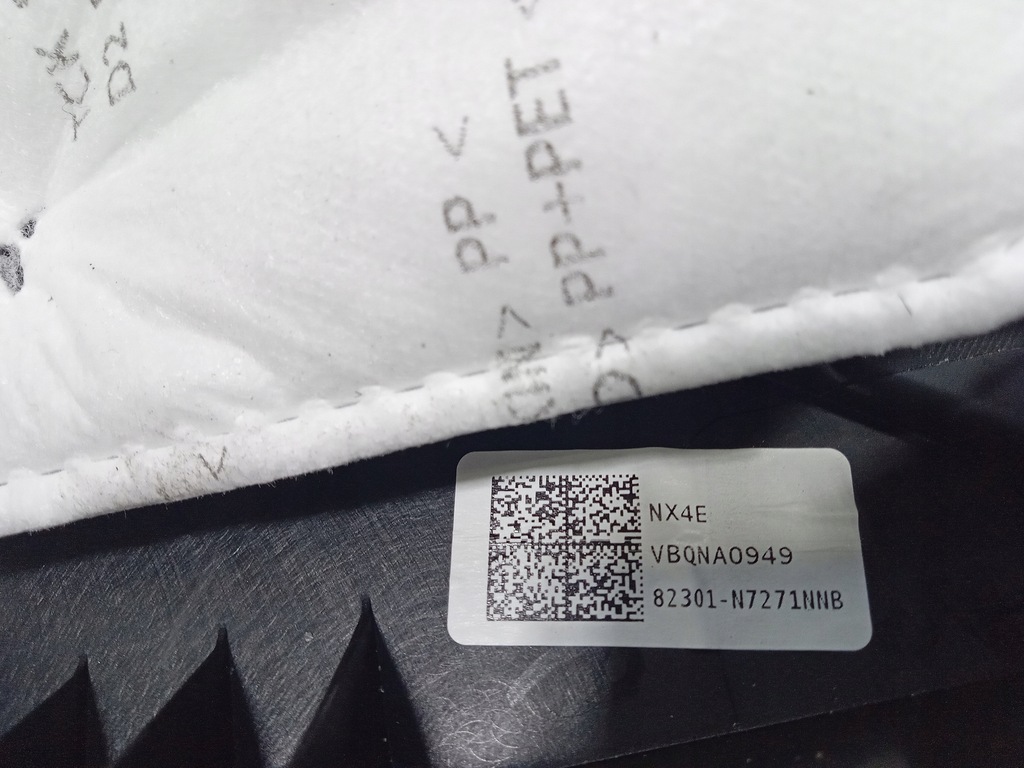 PP <
PP+PET
NX4E
VBQNA0949
82301-N7271NNB